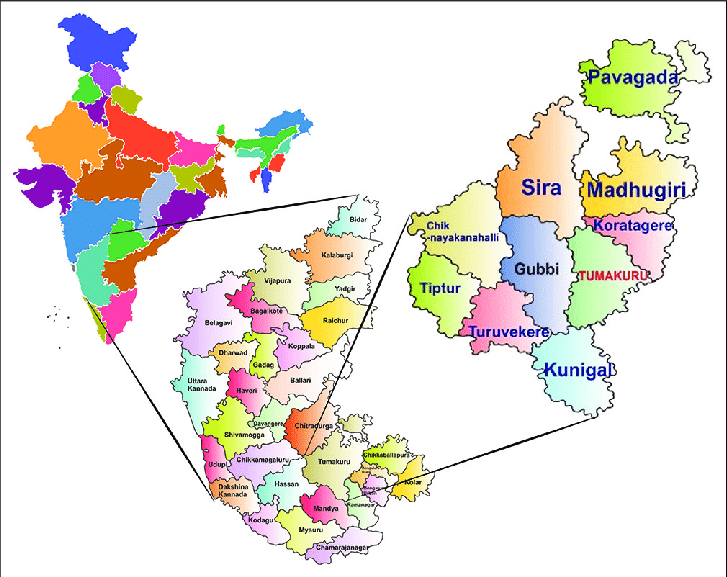 Pavagada
Sira
Madhugiri
Koratagere
Chik
-nayakanahalli
Gubbi
TUMAKURU
Tiptur
Turuvekere
Kunigal
Bidar
Kalaburgi
Vijapura
Yadgir
Bagalkote
Belagavi
Raichur
Koppala
Dharwad
Gadag
Uttara
Kannada
Haveri
Ballari
Davangere
Chitradurga
Shivamogga
Chikkaballapura
Udupi
Chikkamagaluru
Tumakuru
Kolar
Hassan
Dakshina
Kannada
Mandya
Ramanagar
Kodagu
Mysuru
Chamarajanagar